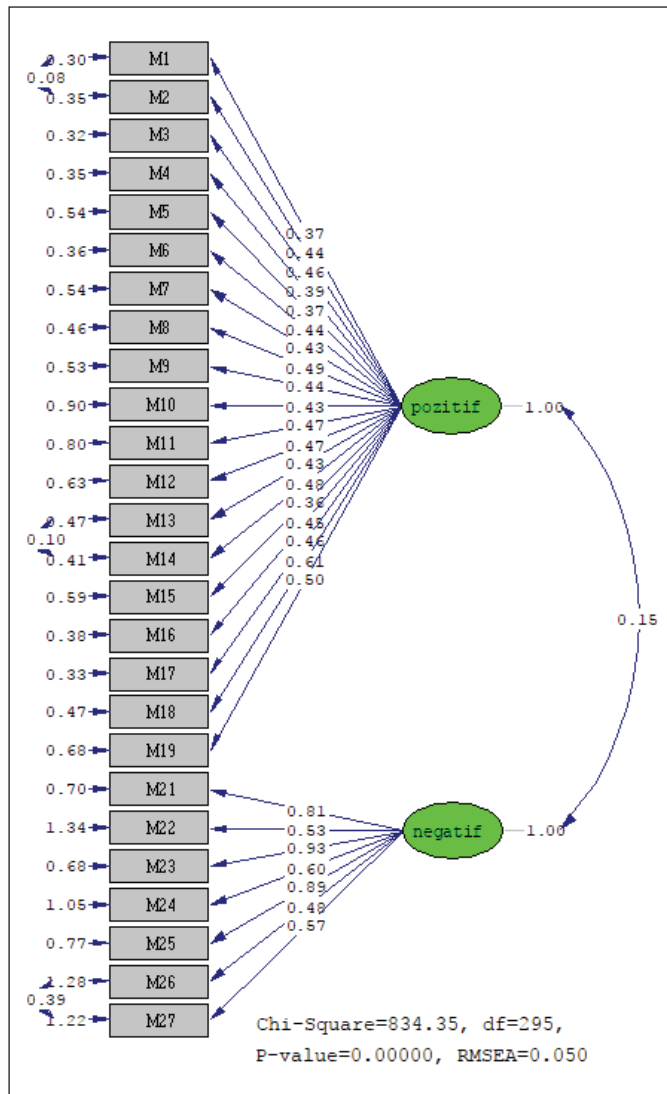 0.30 M1
0.08
0.35 M2
0.32 M3
0.35 M4
0.54 M5
0.36 M6
0.54 M7
0.46 M8
0.53 M9
0.90 M10
0.80 M11
0.63 M12
0.47 M13
0.10
0.41 M14
0.59 M15
0.38 M16
0.33 M17
0.47 M18
0.68 M19
0.70 M21
1.34 M22
0.68 M23
1.05 M24
0.77 M25
1.28 M26
0.39
1.22 M27
0.37
0.44
0.46
0.39
0.37
0.44
0.43
0.49
0.44
0.43
0.47
0.47
0.43
0.48
0.36
0.45
0.46
0.61
0.50
pozitif 1.00
0.15
0.81
0.53
0.93
0.60
0.89
0.48
0.57
negatif 1.00
Chi-Square=834.35, df=295,
P-value=0.00000, RMSEA=0.050